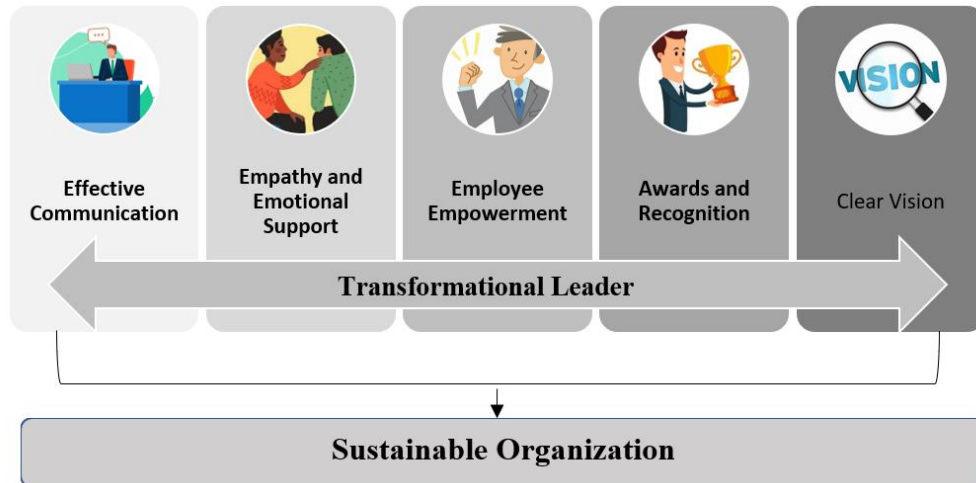 VISION
Effective
Communication
Empathy and
Emotional
Support
Employee
Empowerment
Awards and
Recognition
Clear Vision
Transformational Leader
Sustainable Organization